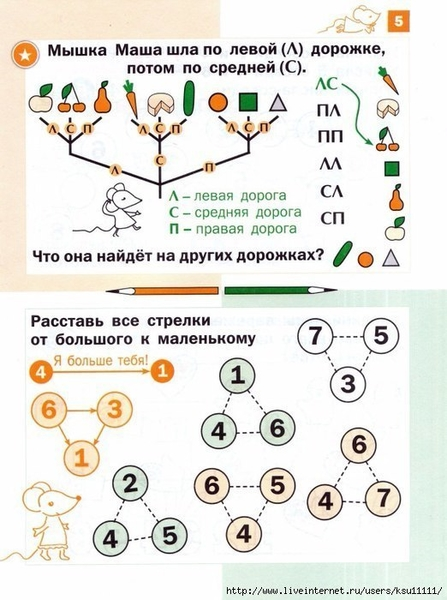 5
Мышка Маша шла по левой (Л) дорожке,
потом по средней (С).
Л С П Л С П Л С П
Л С П
ЛС
ПЛ
ПП
ЛЛ
СЛ
СП
Л – левая дорога
С – средняя дорога
П – правая дорога
Что она найдёт на других дорожках?
Расставь все стрелки
от большого к маленькому
Я больше тебя!
4 1
6 3
1
7 5
3
1
4 6
2
4 5
6 5
4
6
4 7
http://www.liveinternet.ru/users/ksu11111/